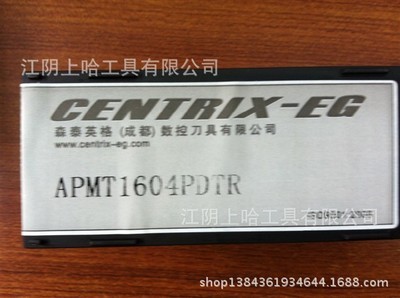 江阴上哈工具有限公司
CENTRIX-EG
森泰英格(成都)数控刀具有限公司
www.centrix-eg.com
APMT1604PDTR
江阴上哈工具有限公司
shop1384361934644.1688.com